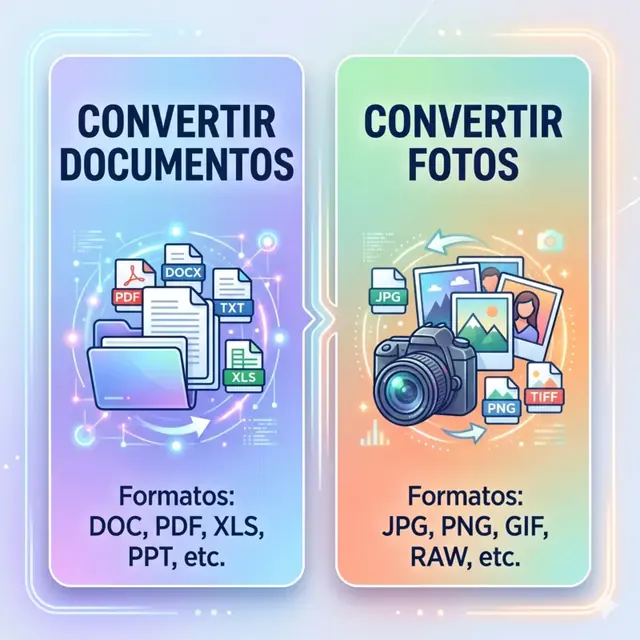 CONVERTIR
DOCUMENTOS
PDF
DOCX
TXT
XLS
Formatos:
DOC, PDF, XLS,
PPT, etc.
CONVERTIR
FOTOS
JPG
PNG
TIFF
Formatos:
JPG, PNG, GIF,
RAW, etc.